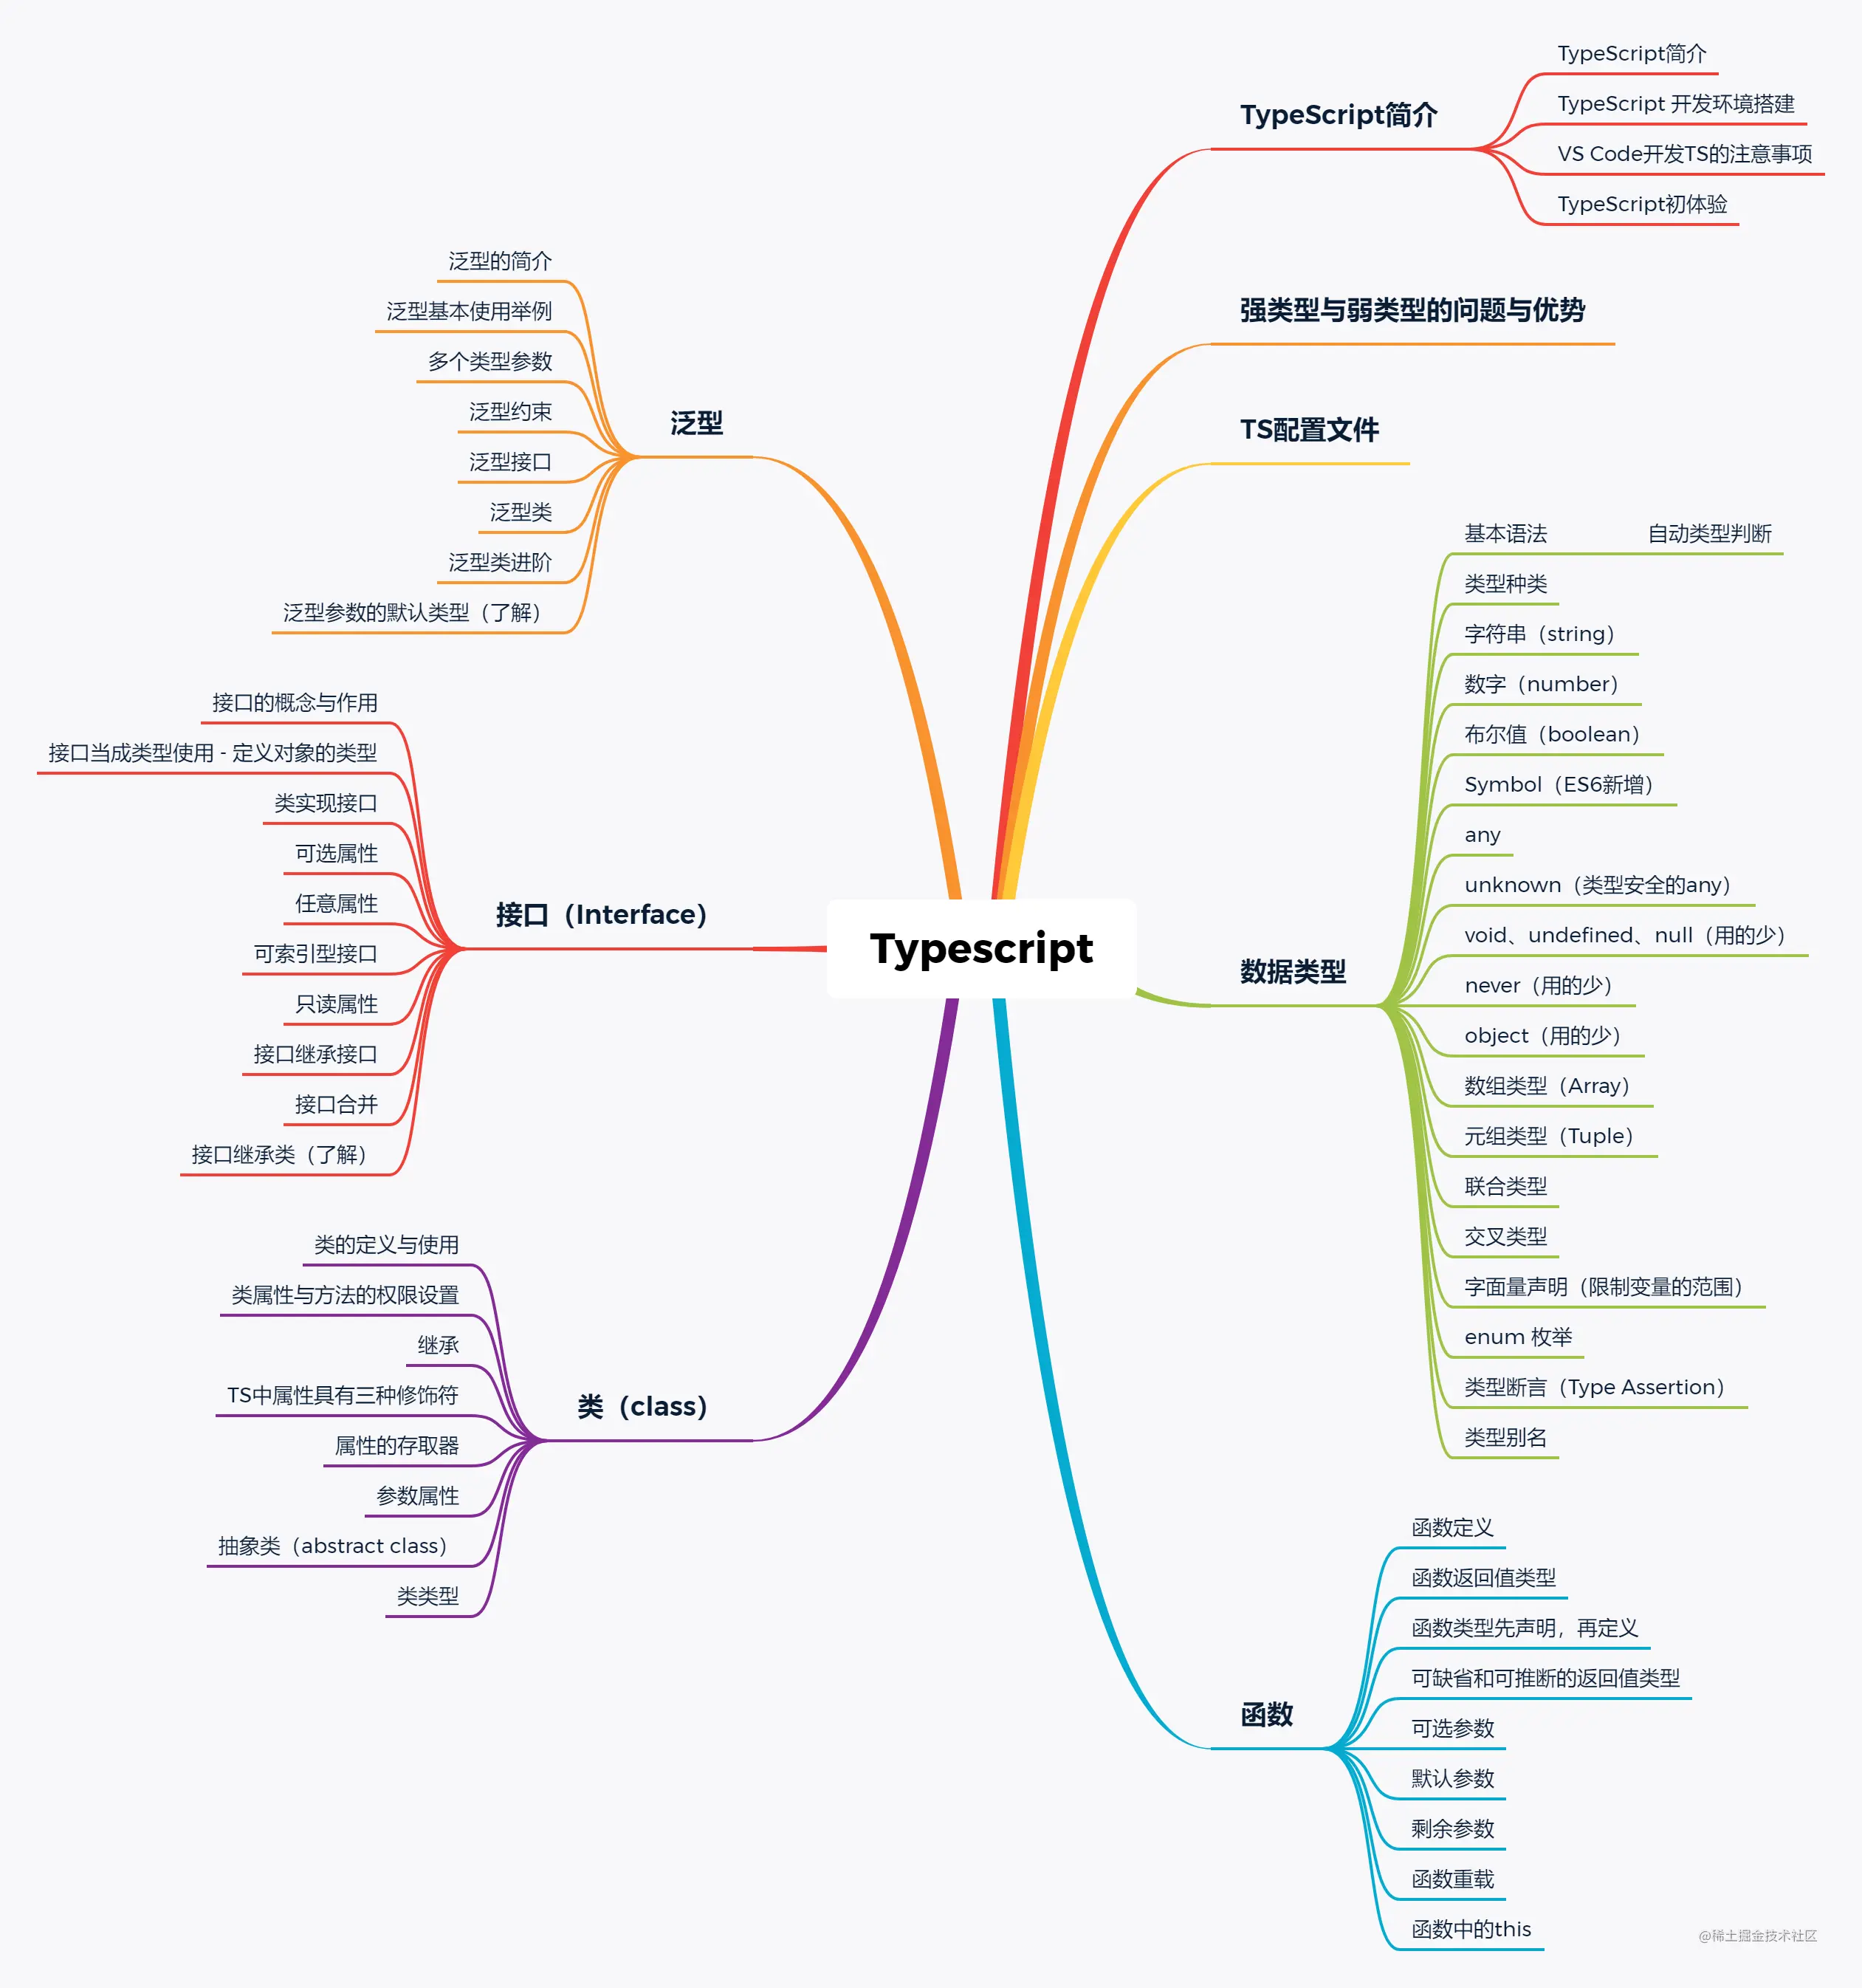 Typescript
TypeScript简介
TypeScript简介
TypeScript 开发环境搭建
VS Code开发TS的注意事项
TypeScript初体验
强类型与弱类型的问题与优势
TS配置文件
数据类型
基本语法
自动类型判断
类型种类
字符串（string）
数字（number）
布尔值（boolean）
Symbol（ES6新增）
any
unknown（类型安全的any）
void、undefined、null（用的少）
never（用的少）
object（用的少）
数组类型（Array）
元组类型（Tuple）
联合类型
交叉类型
字面量声明（限制变量的范围）
enum 枚举
类型断言（Type Assertion）
类型别名
函数
函数定义
函数返回值类型
函数类型先声明，再定义
可缺省和可推断的返回值类型
可选参数
默认参数
剩余参数
函数重载
函数中的this
泛型
泛型的简介
泛型基本使用举例
多个类型参数
泛型约束
泛型接口
泛型类
泛型类进阶
泛型参数的默认类型（了解）
接口（Interface）
接口的概念与作用
接口当成类型使用 - 定义对象的类型
类实现接口
可选属性
任意属性
可索引型接口
只读属性
接口继承接口
接口合并
接口继承类（了解）
类（class）
类的定义与使用
类属性与方法的权限设置
继承
TS中属性具有三种修饰符
属性的存取器
参数属性
抽象类（abstract class）
类类型
@稀土掘金技术社区